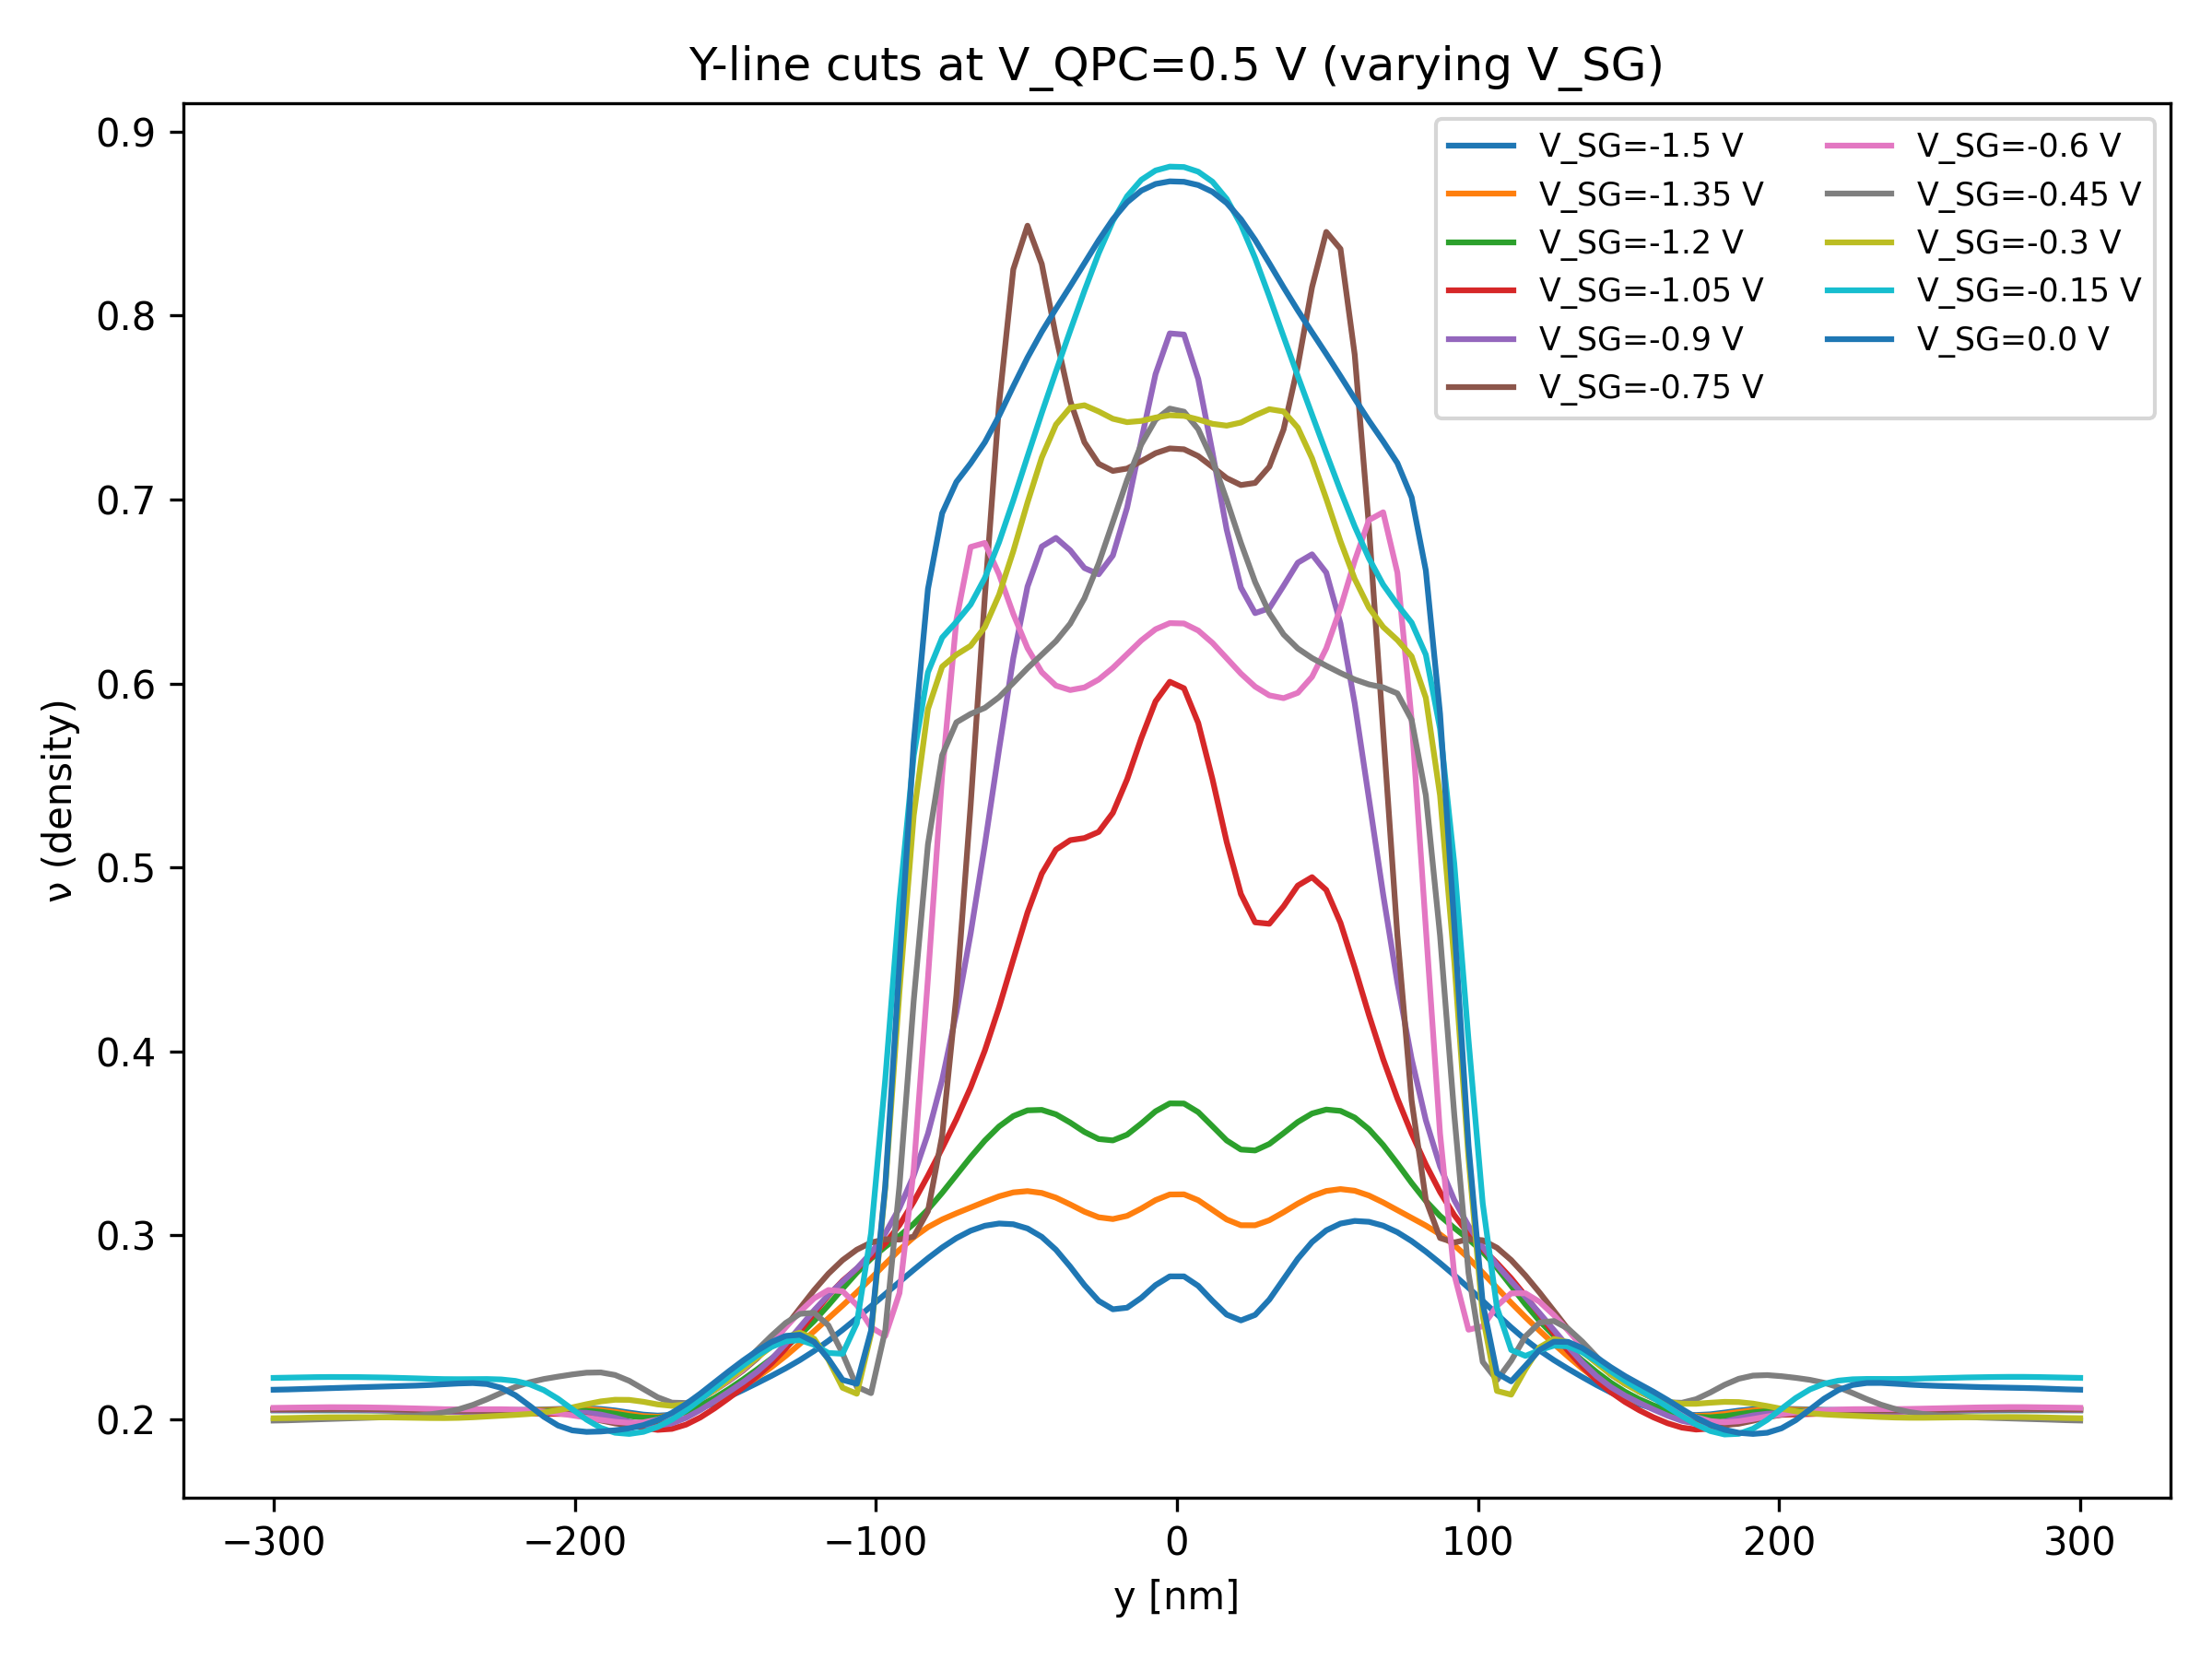 Y-line cuts at V_QPC=0.5 V (varying V_SG)
ν (density)
0.9
0.8
0.7
0.6
0.5
0.4
0.3
0.2
V_SG=-1.5 V
V_SG=-1.35 V
V_SG=-1.2 V
V_SG=-1.05 V
V_SG=-0.9 V
V_SG=-0.75 V
V_SG=-0.6 V
V_SG=-0.45 V
V_SG=-0.3 V
V_SG=-0.15 V
V_SG=0.0 V
−300 −200 −100 0 100 200 300
y [nm]